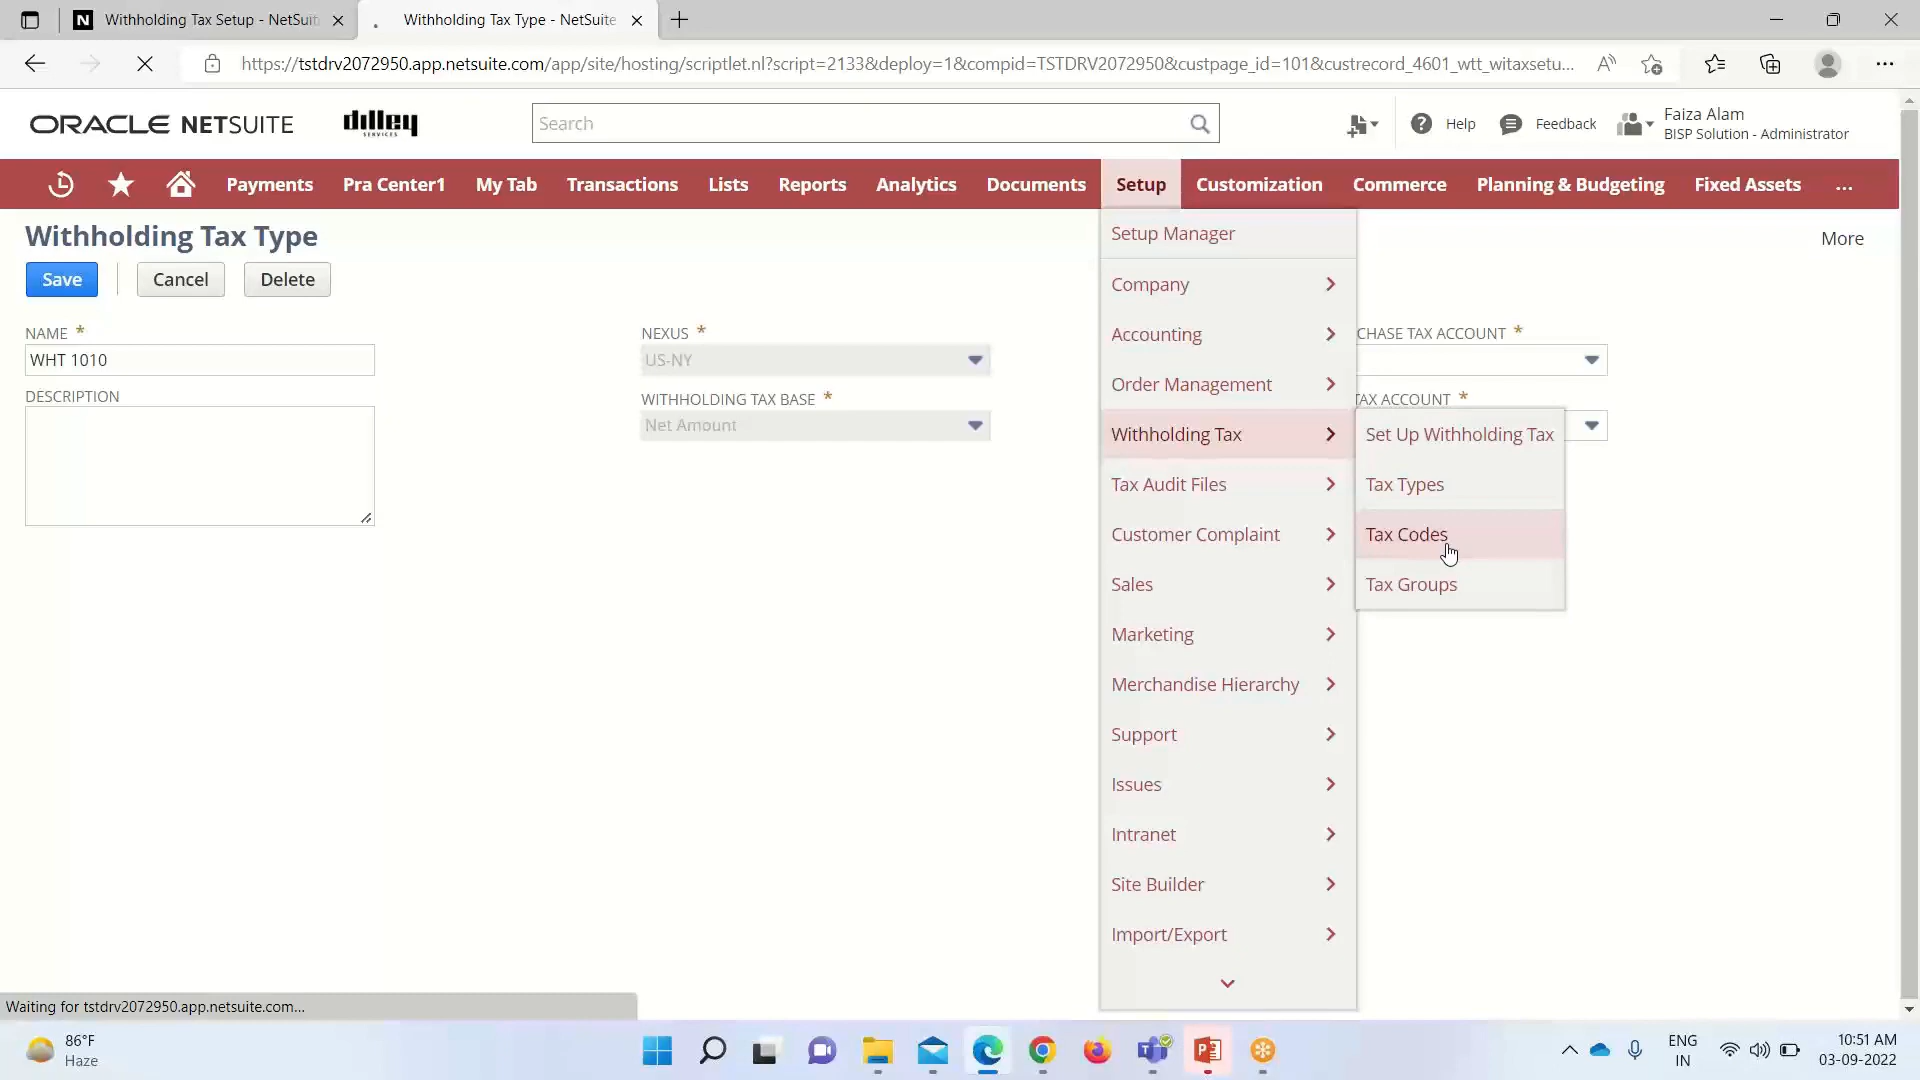 Withholding Tax Setup - NetSuit
Withholding Tax Type - NetSuite
https://tstdrv2072950.app.netsuite.com/app/site/hosting/scriptlet.nl?script=2133&deploy=1&compid=TSTDRV2072950&custpage_id=101&custrecord_4601_wtt_witaxsetu...
ORACLE NETSUITE
dilley
SERVICES
Search
Help
Feedback
Faiza Alam
BISP Solution - Administrator
Payments
Pra Center1
My Tab
Transactions
Lists
Reports
Analytics
Documents
Setup
Customization
Commerce
Planning & Budgeting
Fixed Assets
...
Withholding Tax Type
More
Save
Cancel
Delete
NAME *
WHT 1010
DESCRIPTION
NEXUS *
US-NY
WITHHOLDING TAX BASE *
Net Amount
CHASE TAX ACCOUNT *
TAX ACCOUNT *
Setup Manager
Company
Accounting
Order Management
Withholding Tax
Tax Audit Files
Customer Complaint
Sales
Marketing
Merchandise Hierarchy
Support
Issues
Intranet
Site Builder
Import/Export
Set Up Withholding Tax
Tax Types
Tax Codes
Tax Groups
Waiting for tstdrv2072950.app.netsuite.com...
86°F
Haze
ENG
IN
10:51 AM
03-09-2022